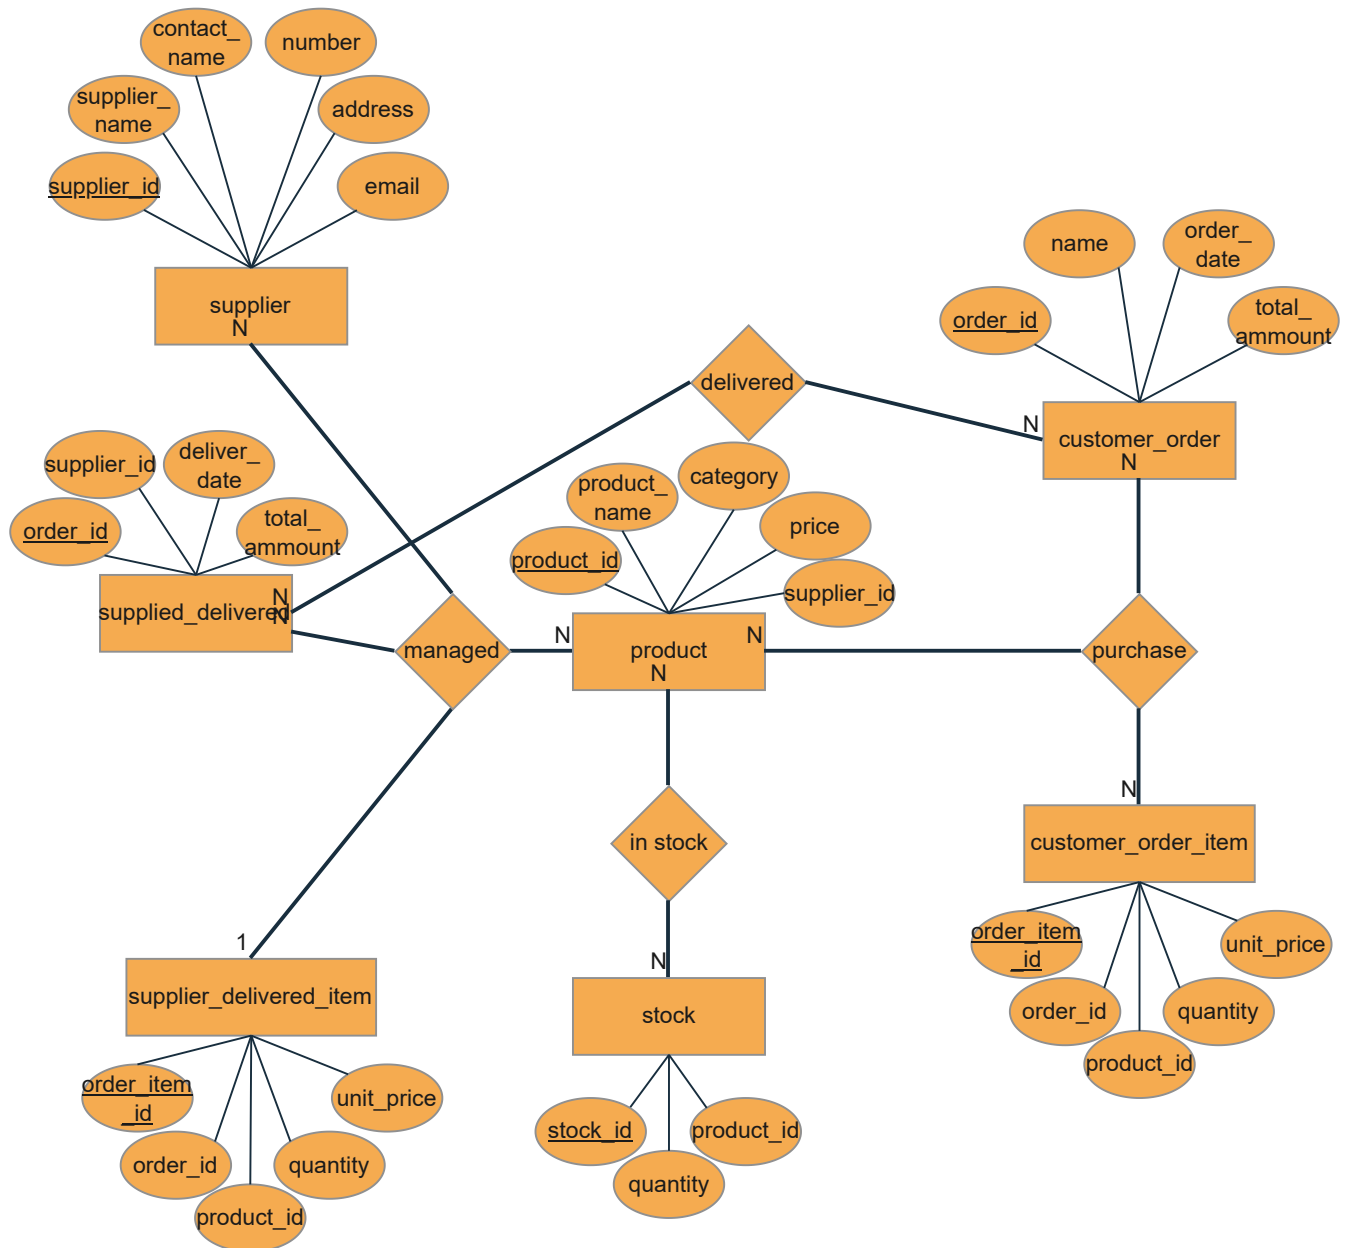 contact_
name
number
supplier_
name
address
supplier_id
email
supplier
N
name
order_
date
order_id
total_
ammount
delivered
N
customer_order
N
supplier_id
deliver_
date
order_id
total_
ammount
supplied_delivered
N
N
product_
name
category
price
product_id
supplier_id
managed
N
product
N
N
purchase
in stock
N
customer_order_item
order_item
_id
unit_price
order_id
quantity
product_id
1
supplier_delivered_item
order_item
_id
unit_price
order_id
quantity
product_id
N
stock
stock_id
product_id
quantity